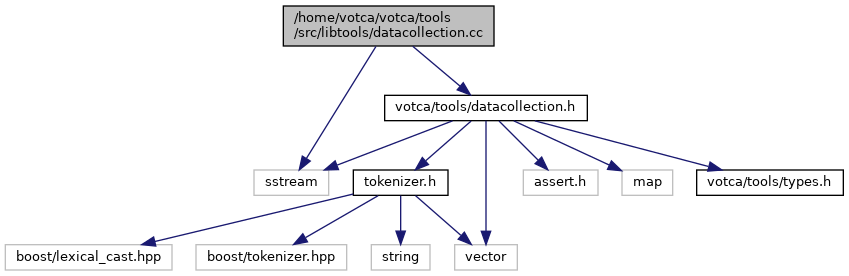 /home/votca/votca/tools
/src/libtools/datacollection.cc
votca/tools/datacollection.h
sstream
tokenizer.h
assert.h
map
votca/tools/types.h
boost/lexical_cast.hpp
boost/tokenizer.hpp
string
vector